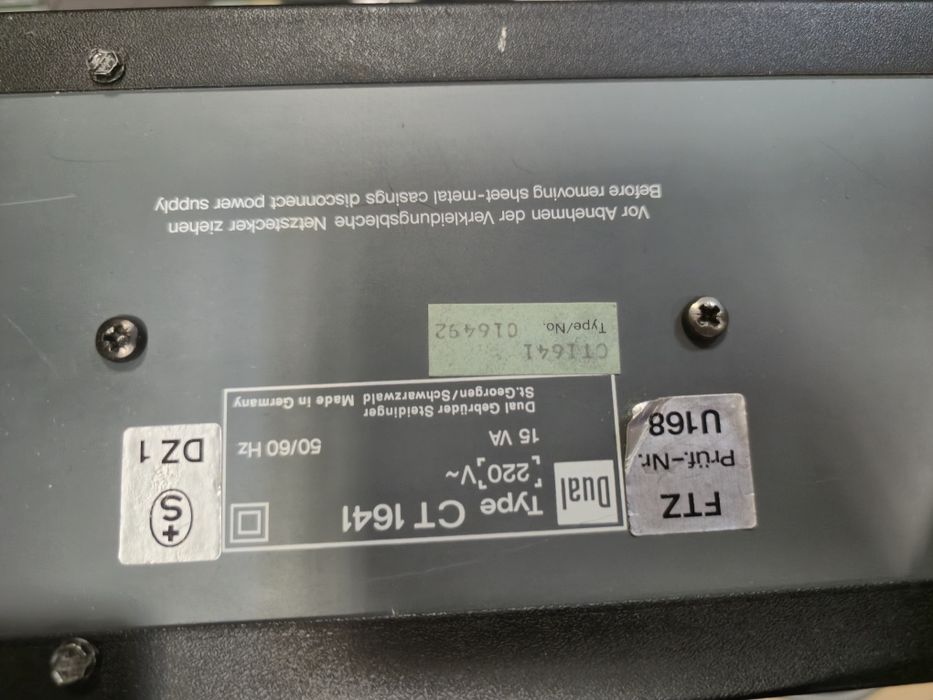 FTZ
Prüf.-Nr.
U168
Dual
Type CT 1641
220 V~
15 VA
50/60 Hz
Dual Gebrüder Steidinger
St.Georgen/Schwarzwald Made in Germany
S
+
DZ 1
CT1641
Type/No. 016492
Vor Abnehmen der Verkleidungsbleche Netzstecker ziehen
Before removing sheet-metal casings disconnect power supply